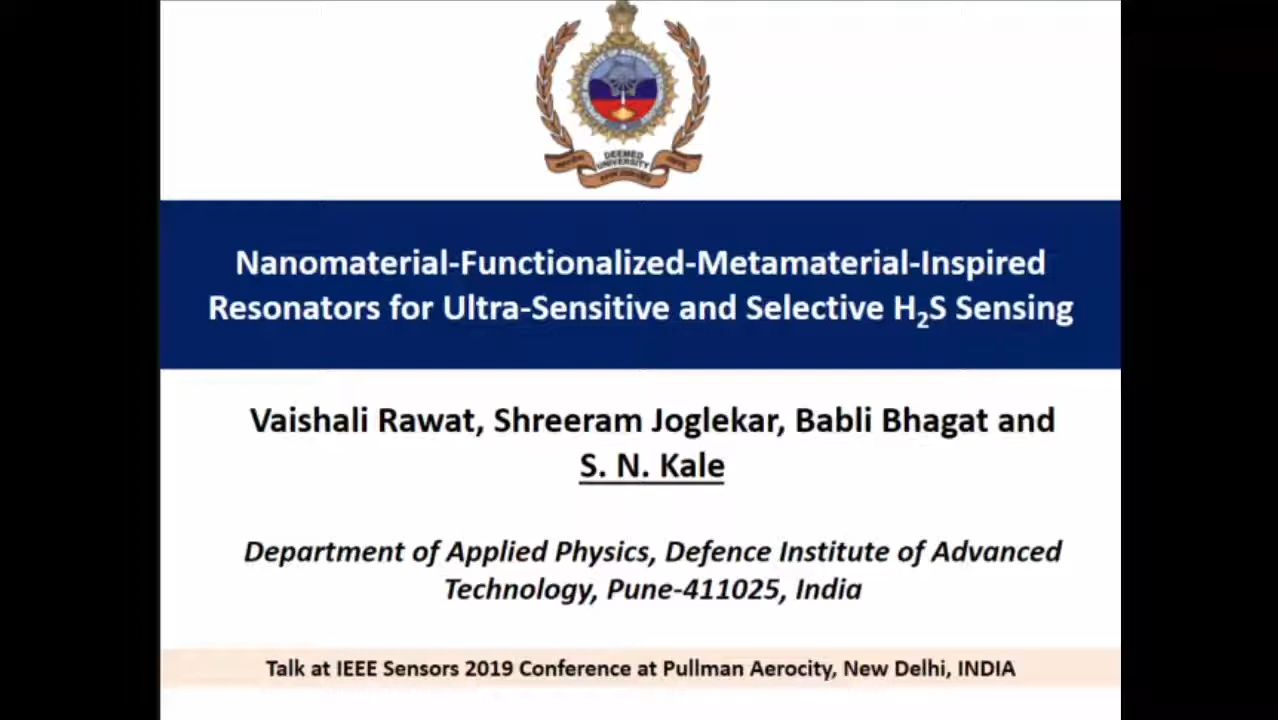 DEEMED
UNIVERSITY
Nanomaterial-Functionalized-Metamaterial-Inspired
Resonators for Ultra-Sensitive and Selective H₂S Sensing
Vaishali Rawat, Shreeram Joglekar, Babli Bhagat and
S. N. Kale
Department of Applied Physics, Defence Institute of Advanced
Technology, Pune-411025, India
Talk at IEEE Sensors 2019 Conference at Pullman Aerocity, New Delhi, INDIA